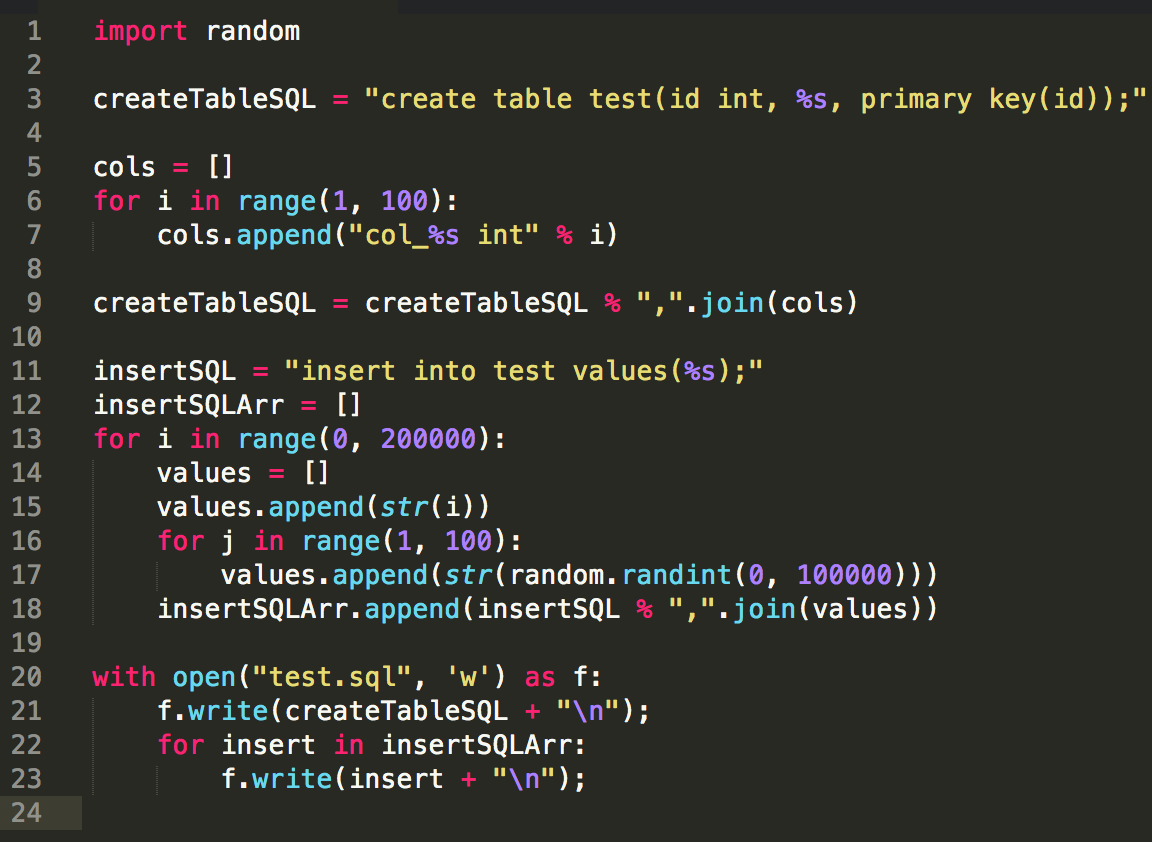 1 import random
2
3 createTableSQL = "create table test(id int, %s, primary key(id));"
4
5 cols = []
6 for i in range(1, 100):
7     cols.append("col_%s int" % i)
8
9 createTableSQL = createTableSQL % ",".join(cols)
10
11 insertSQL = "insert into test values(%s);"
12 insertSQLArr = []
13 for i in range(0, 200000):
14     values = []
15     values.append(str(i))
16     for j in range(1, 100):
17         values.append(str(random.randint(0, 100000)))
18     insertSQLArr.append(insertSQL % ",".join(values))
19
20 with open("test.sql", 'w') as f:
21     f.write(createTableSQL + "\n");
22     for insert in insertSQLArr:
23         f.write(insert + "\n");
24